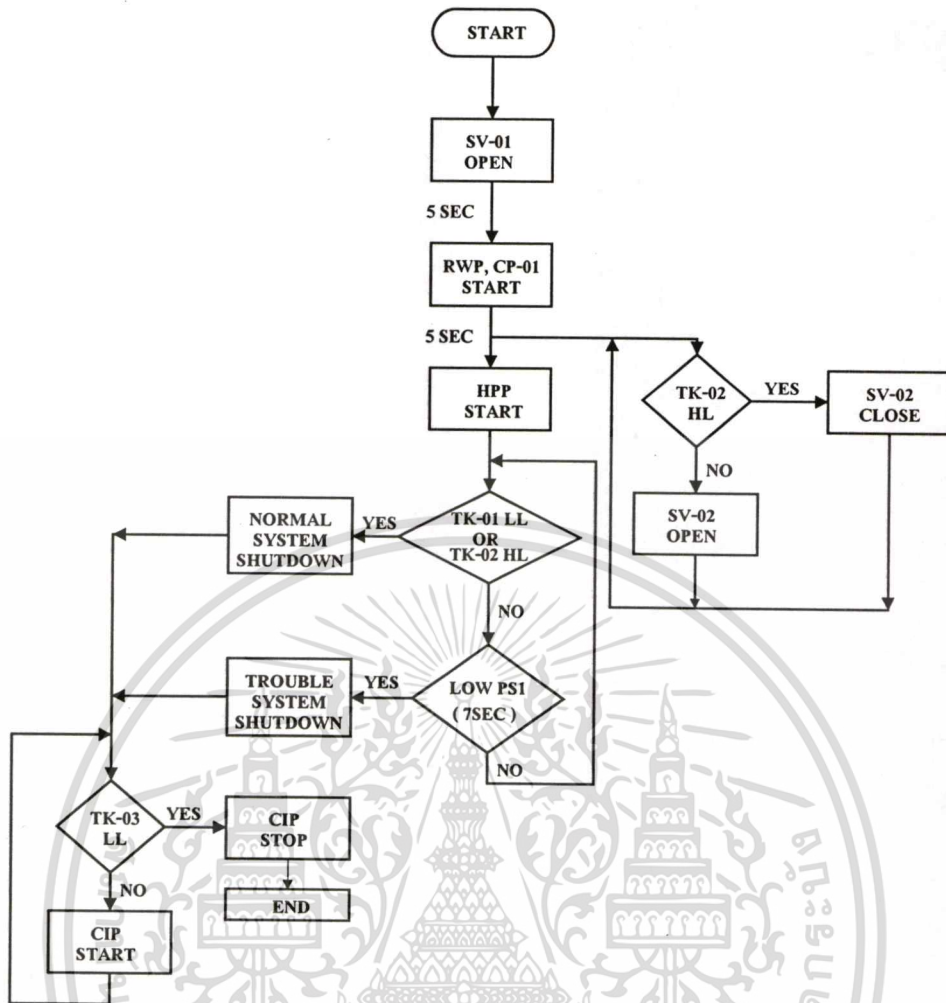 START
SV-01
OPEN
5 SEC
RWP, CP-01
START
5 SEC
HPP
START
TK-02
HL
YES
SV-02
CLOSE
NO
SV-02
OPEN
TK-01 LL
OR
TK-02 HL
YES
NORMAL
SYSTEM
SHUTDOWN
NO
LOW PS1
( 7SEC )
YES
TROUBLE
SYSTEM
SHUTDOWN
NO
TK-03
LL
YES
CIP
STOP
END
NO
CIP
START